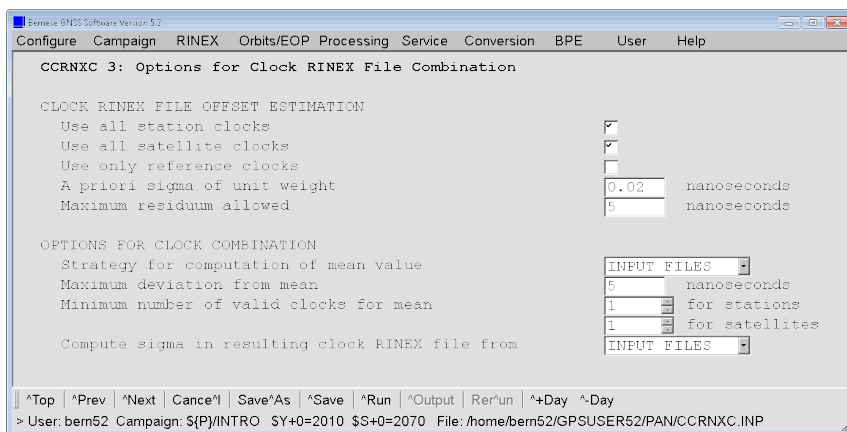 Bernese GNSS Software Version 5.2
Configure Campaign RINEX Orbits/EOP Processing Service Conversion BPE User Help
CCRNXC 3: Options for Clock RINEX File Combination
CLOCK RINEX FILE OFFSET ESTIMATION
Use all station clocks
Use all satellite clocks
Use only reference clocks
A priori sigma of unit weight 0.02 nanoseconds
Maximum residuum allowed 5 nanoseconds
OPTIONS FOR CLOCK COMBINATION
Strategy for computation of mean value INPUT FILES
Maximum deviation from mean 5 nanoseconds
Minimum number of valid clocks for mean 1 for stations
1 for satellites
Compute sigma in resulting clock RINEX file from INPUT FILES
^Top | ^Prev | ^Next | Cance^l | Save^As | ^Save | ^Run | ^Output | Rer^un | ^+Day ^-Day
> User: bern52 Campaign: ${P}/INTRO $Y+0=2010 $S+0=2070 File: /home/bern52/GPSUSER52/PAN/CCRNXC.INP